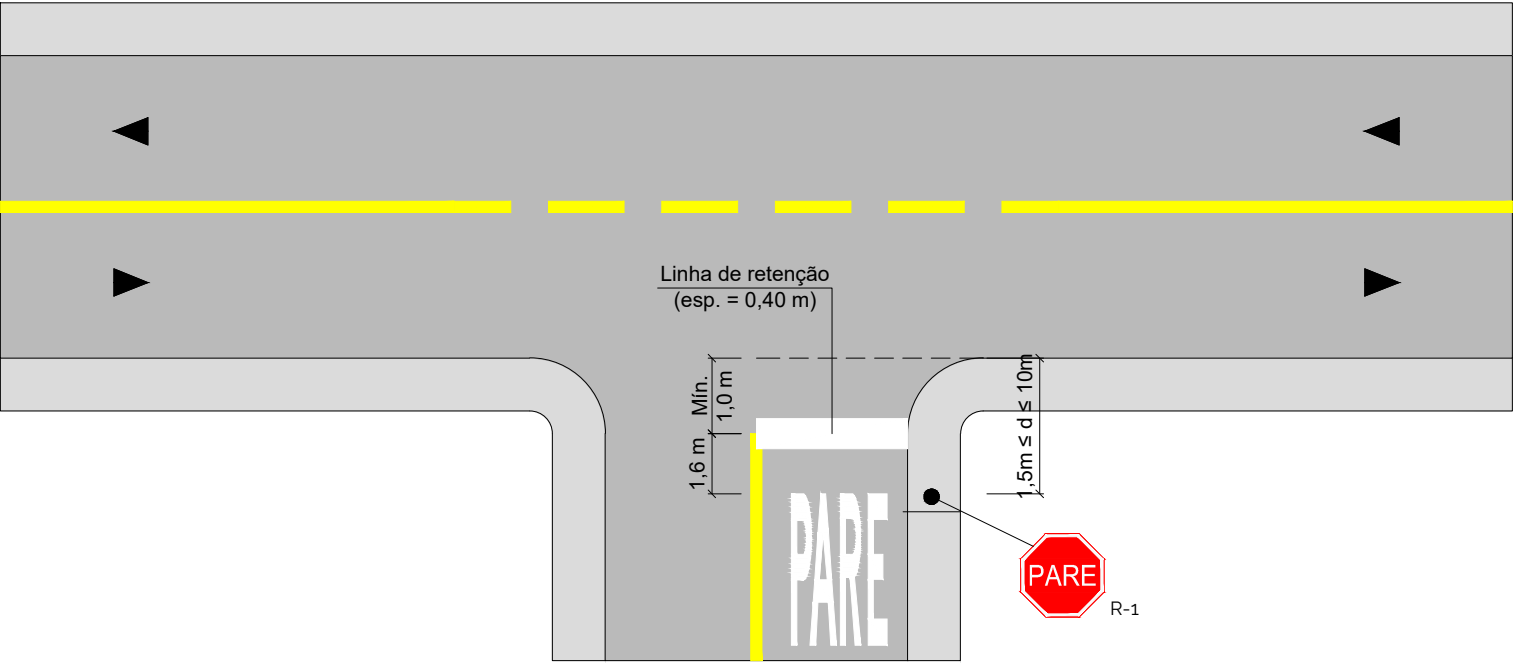 Linha de retenção
(esp. = 0,40 m)
Mín.
1,0 m
1,5m ≤ d ≤ 10m
1,6 m
PARE
PARE
R-1